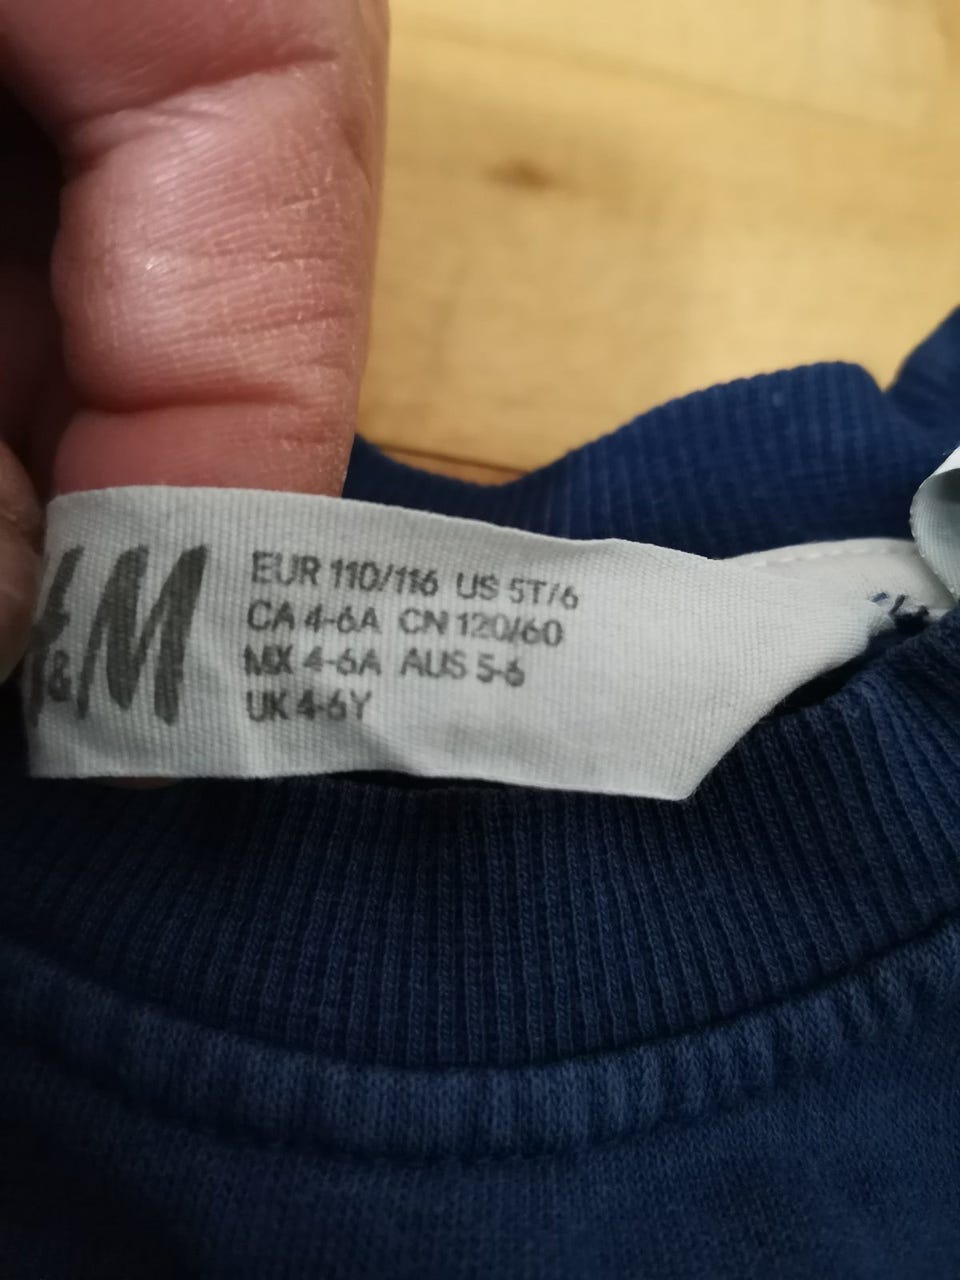 H&M
EUR 110/116 US 5T/6
CA 4-6A CN 120/60
MX 4-6A AUS 5-6
UK 4-6Y